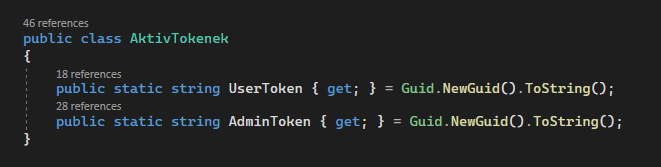 46 references
public class AktivTokenek
{
18 references
public static string UserToken { get; } = Guid.NewGuid().ToString();
28 references
public static string AdminToken { get; } = Guid.NewGuid().ToString();
}